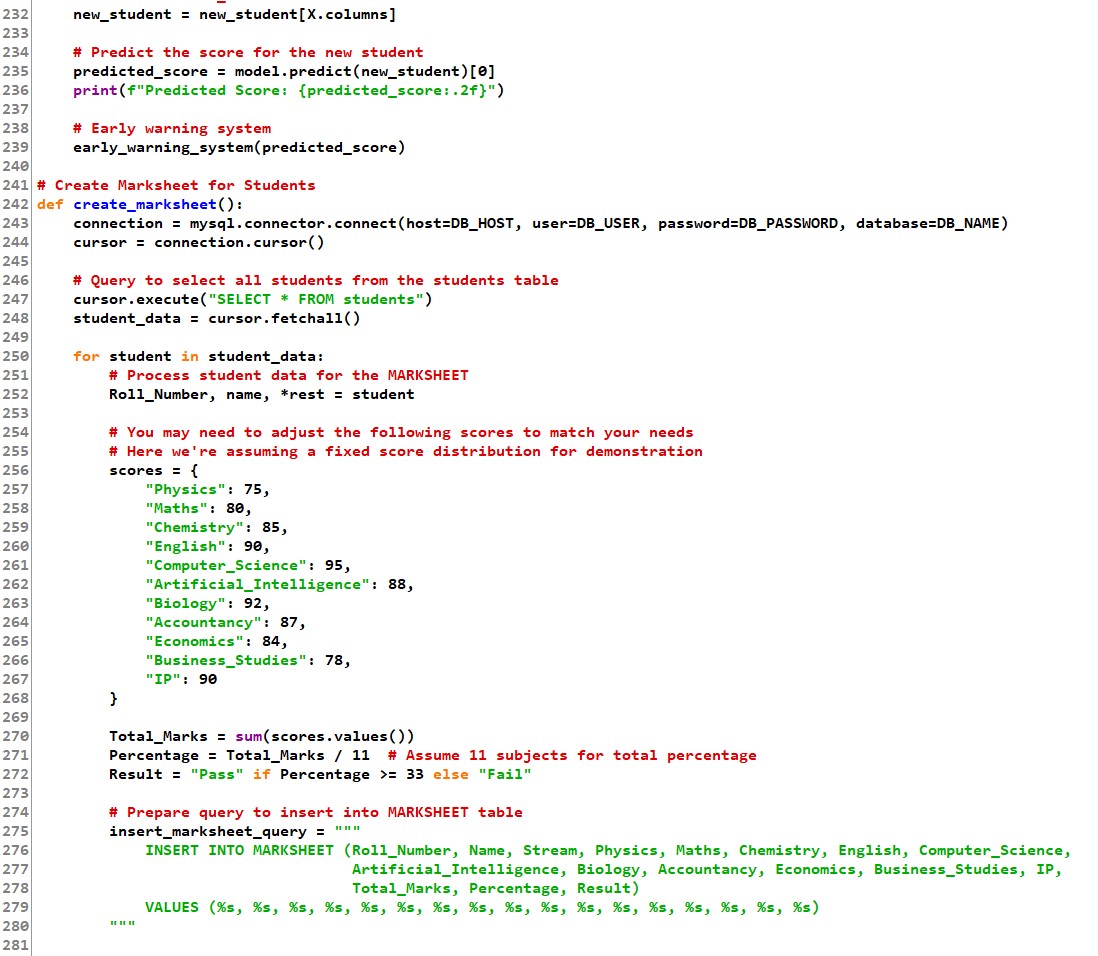 232 new_student = new_student[X.columns]
233
234 # Predict the score for the new student
235 predicted_score = model.predict(new_student)[0]
236 print(f"Predicted Score: {predicted_score:.2f}")
237
238 # Early warning system
239 early_warning_system(predicted_score)
240
241 # Create Marksheet for Students
242 def create_marksheet():
243 connection = mysql.connector.connect(host=DB_HOST, user=DB_USER, password=DB_PASSWORD, database=DB_NAME)
244 cursor = connection.cursor()
245
246 # Query to select all students from the students table
247 cursor.execute("SELECT * FROM students")
248 student_data = cursor.fetchall()
249
250 for student in student_data:
251 # Process student data for the MARKSHEET
252 Roll_Number, name, *rest = student
253
254 # You may need to adjust the following scores to match your needs
255 # Here we're assuming a fixed score distribution for demonstration
256 scores = {
257 "Physics": 75,
258 "Maths": 80,
259 "Chemistry": 85,
260 "English": 90,
261 "Computer_Science": 95,
262 "Artificial_Intelligence": 88,
263 "Biology": 92,
264 "Accountancy": 87,
265 "Economics": 84,
266 "Business_Studies": 78,
267 "IP": 90
268 }
269
270 Total_Marks = sum(scores.values())
271 Percentage = Total_Marks / 11  # Assume 11 subjects for total percentage
272 Result = "Pass" if Percentage >= 33 else "Fail"
273
274 # Prepare query to insert into MARKSHEET table
275 insert_marksheet_query = """
276 INSERT INTO MARKSHEET (Roll_Number, Name, Stream, Physics, Maths, Chemistry, English, Computer_Science,
277 Artificial_Intelligence, Biology, Accountancy, Economics, Business_Studies, IP,
278 Total_Marks, Percentage, Result)
279 VALUES (%s, %s, %s, %s, %s, %s, %s, %s, %s, %s, %s, %s, %s, %s, %s, %s, %s)
280 """
281